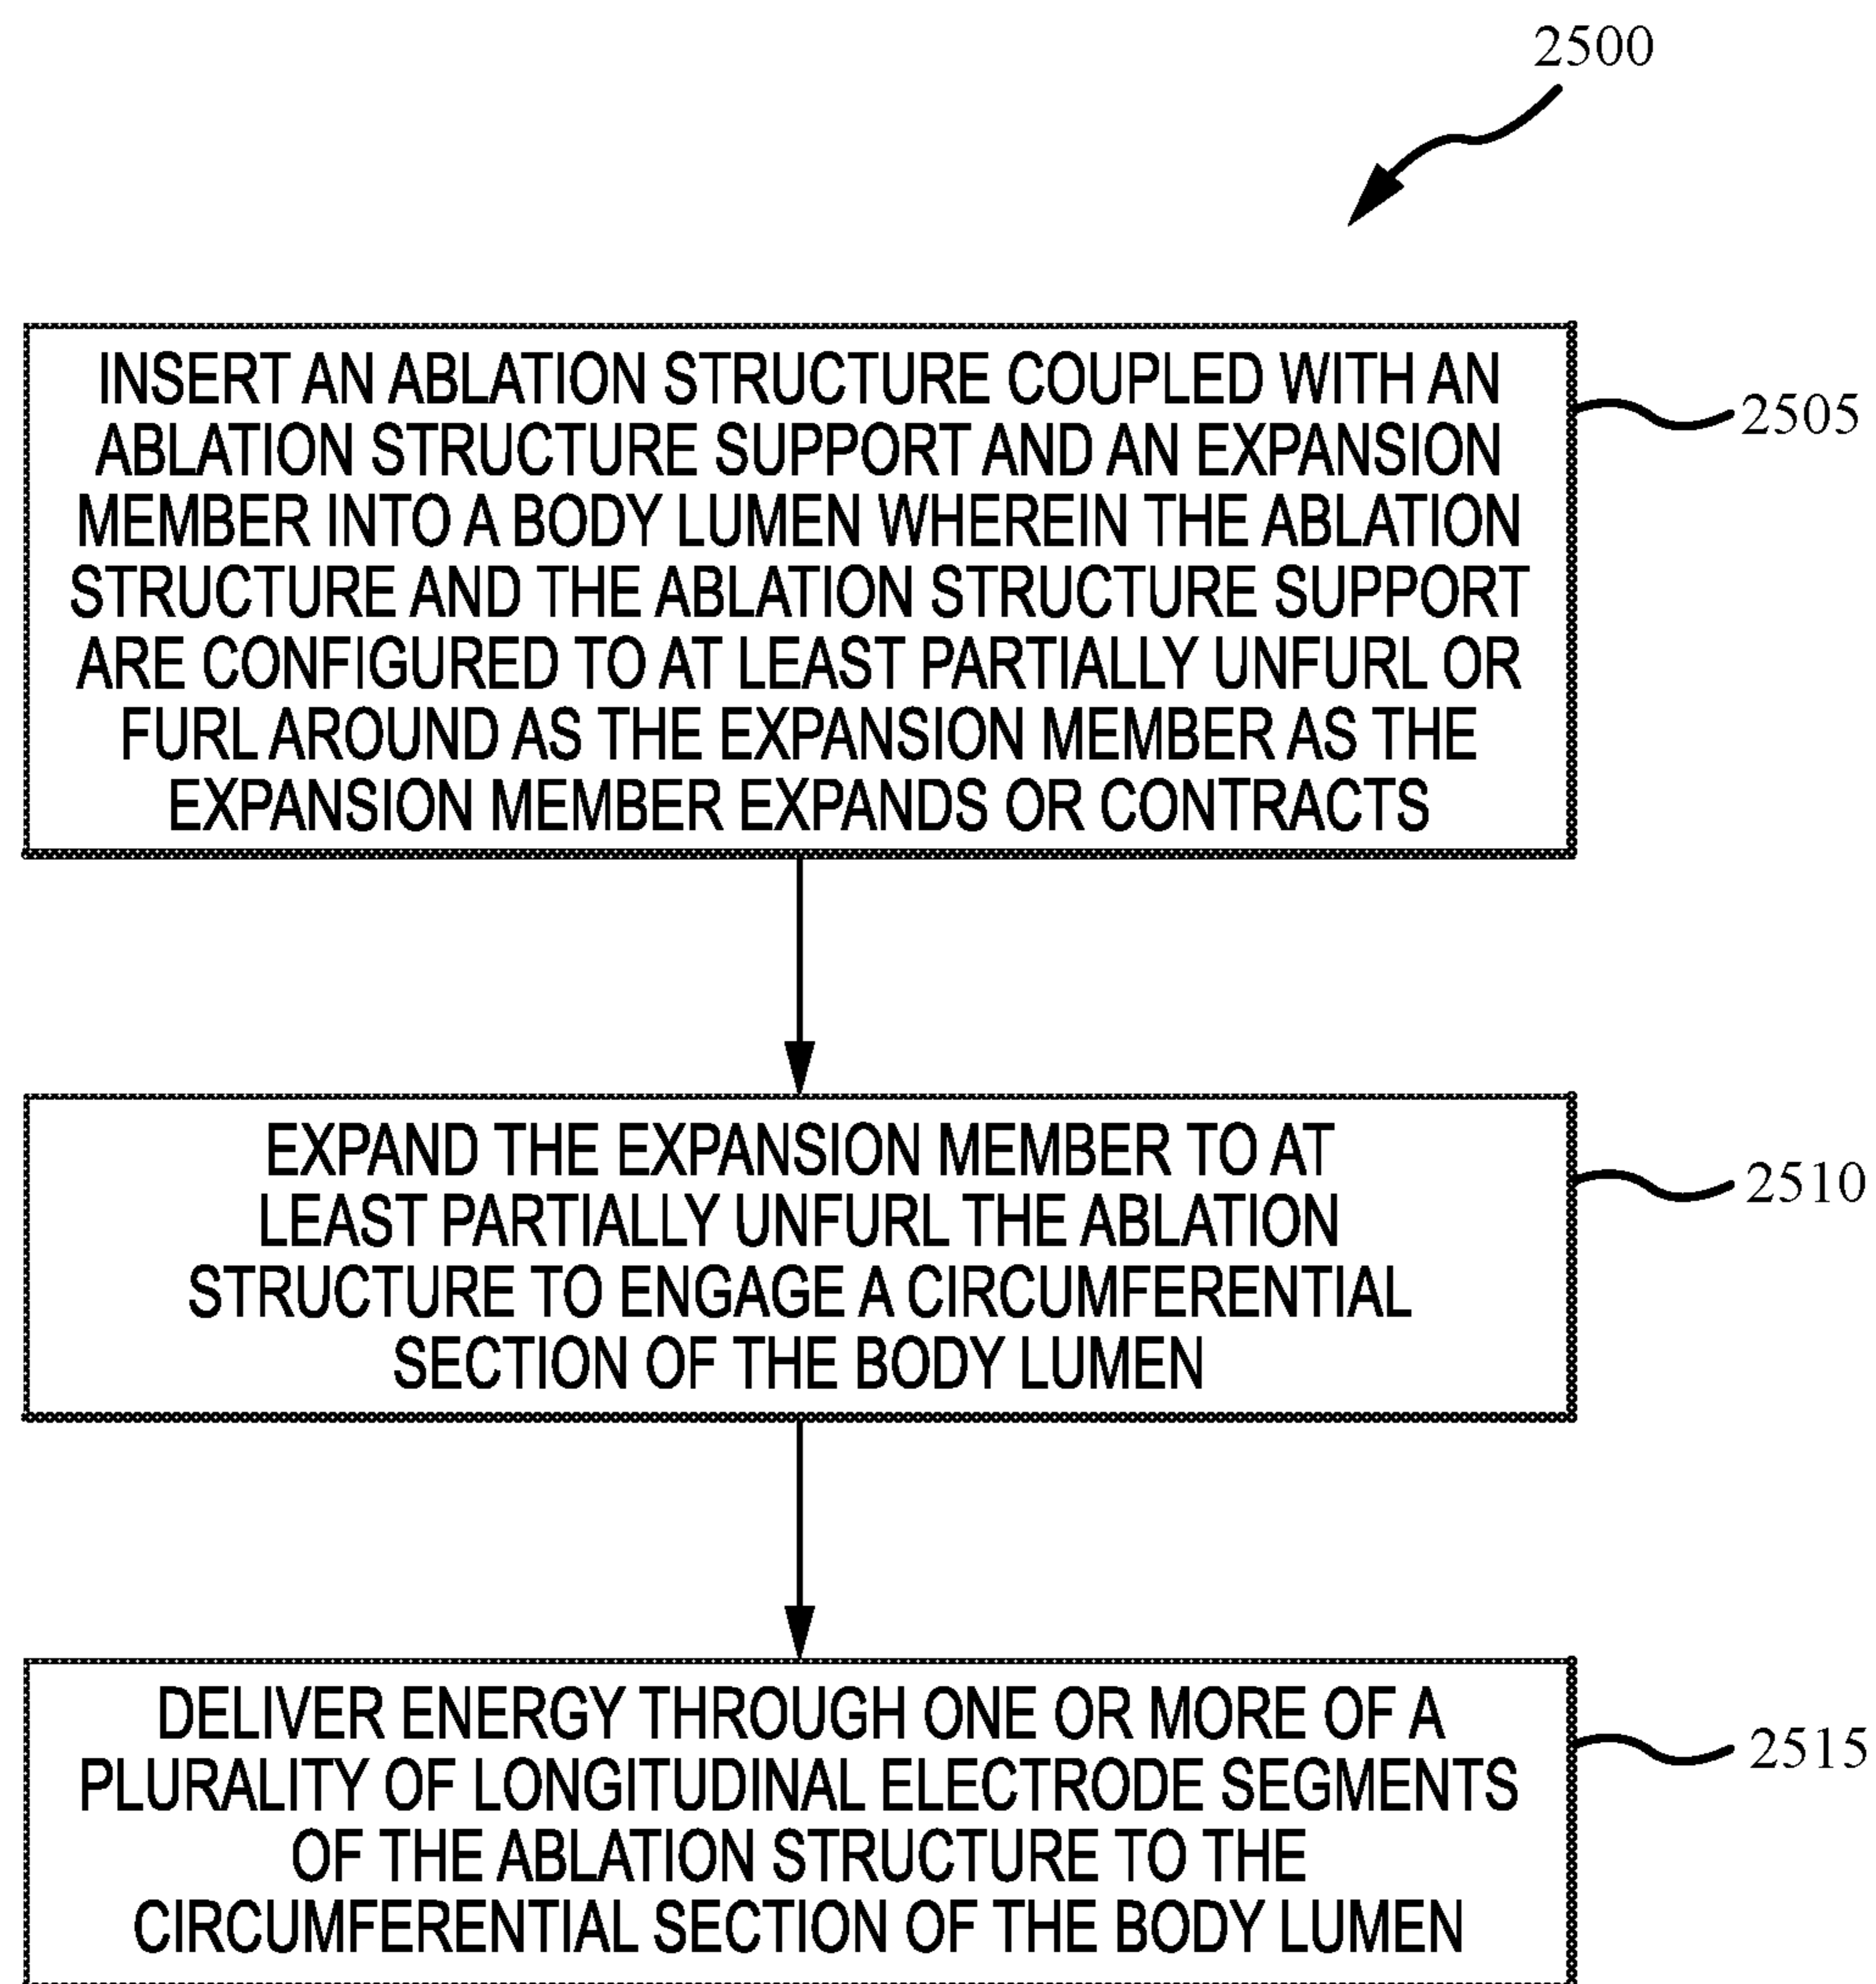 2500
INSERT AN ABLATION STRUCTURE COUPLED WITH AN
ABLATION STRUCTURE SUPPORT AND AN EXPANSION
MEMBER INTO A BODY LUMEN WHEREIN THE ABLATION
STRUCTURE AND THE ABLATION STRUCTURE SUPPORT
ARE CONFIGURED TO AT LEAST PARTIALLY UNFURL OR
FURL AROUND AS THE EXPANSION MEMBER AS THE
EXPANSION MEMBER EXPANDS OR CONTRACTS
2505
EXPAND THE EXPANSION MEMBER TO AT
LEAST PARTIALLY UNFURL THE ABLATION
STRUCTURE TO ENGAGE A CIRCUMFERENTIAL
SECTION OF THE BODY LUMEN
2510
DELIVER ENERGY THROUGH ONE OR MORE OF A
PLURALITY OF LONGITUDINAL ELECTRODE SEGMENTS
OF THE ABLATION STRUCTURE TO THE
CIRCUMFERENTIAL SECTION OF THE BODY LUMEN
2515